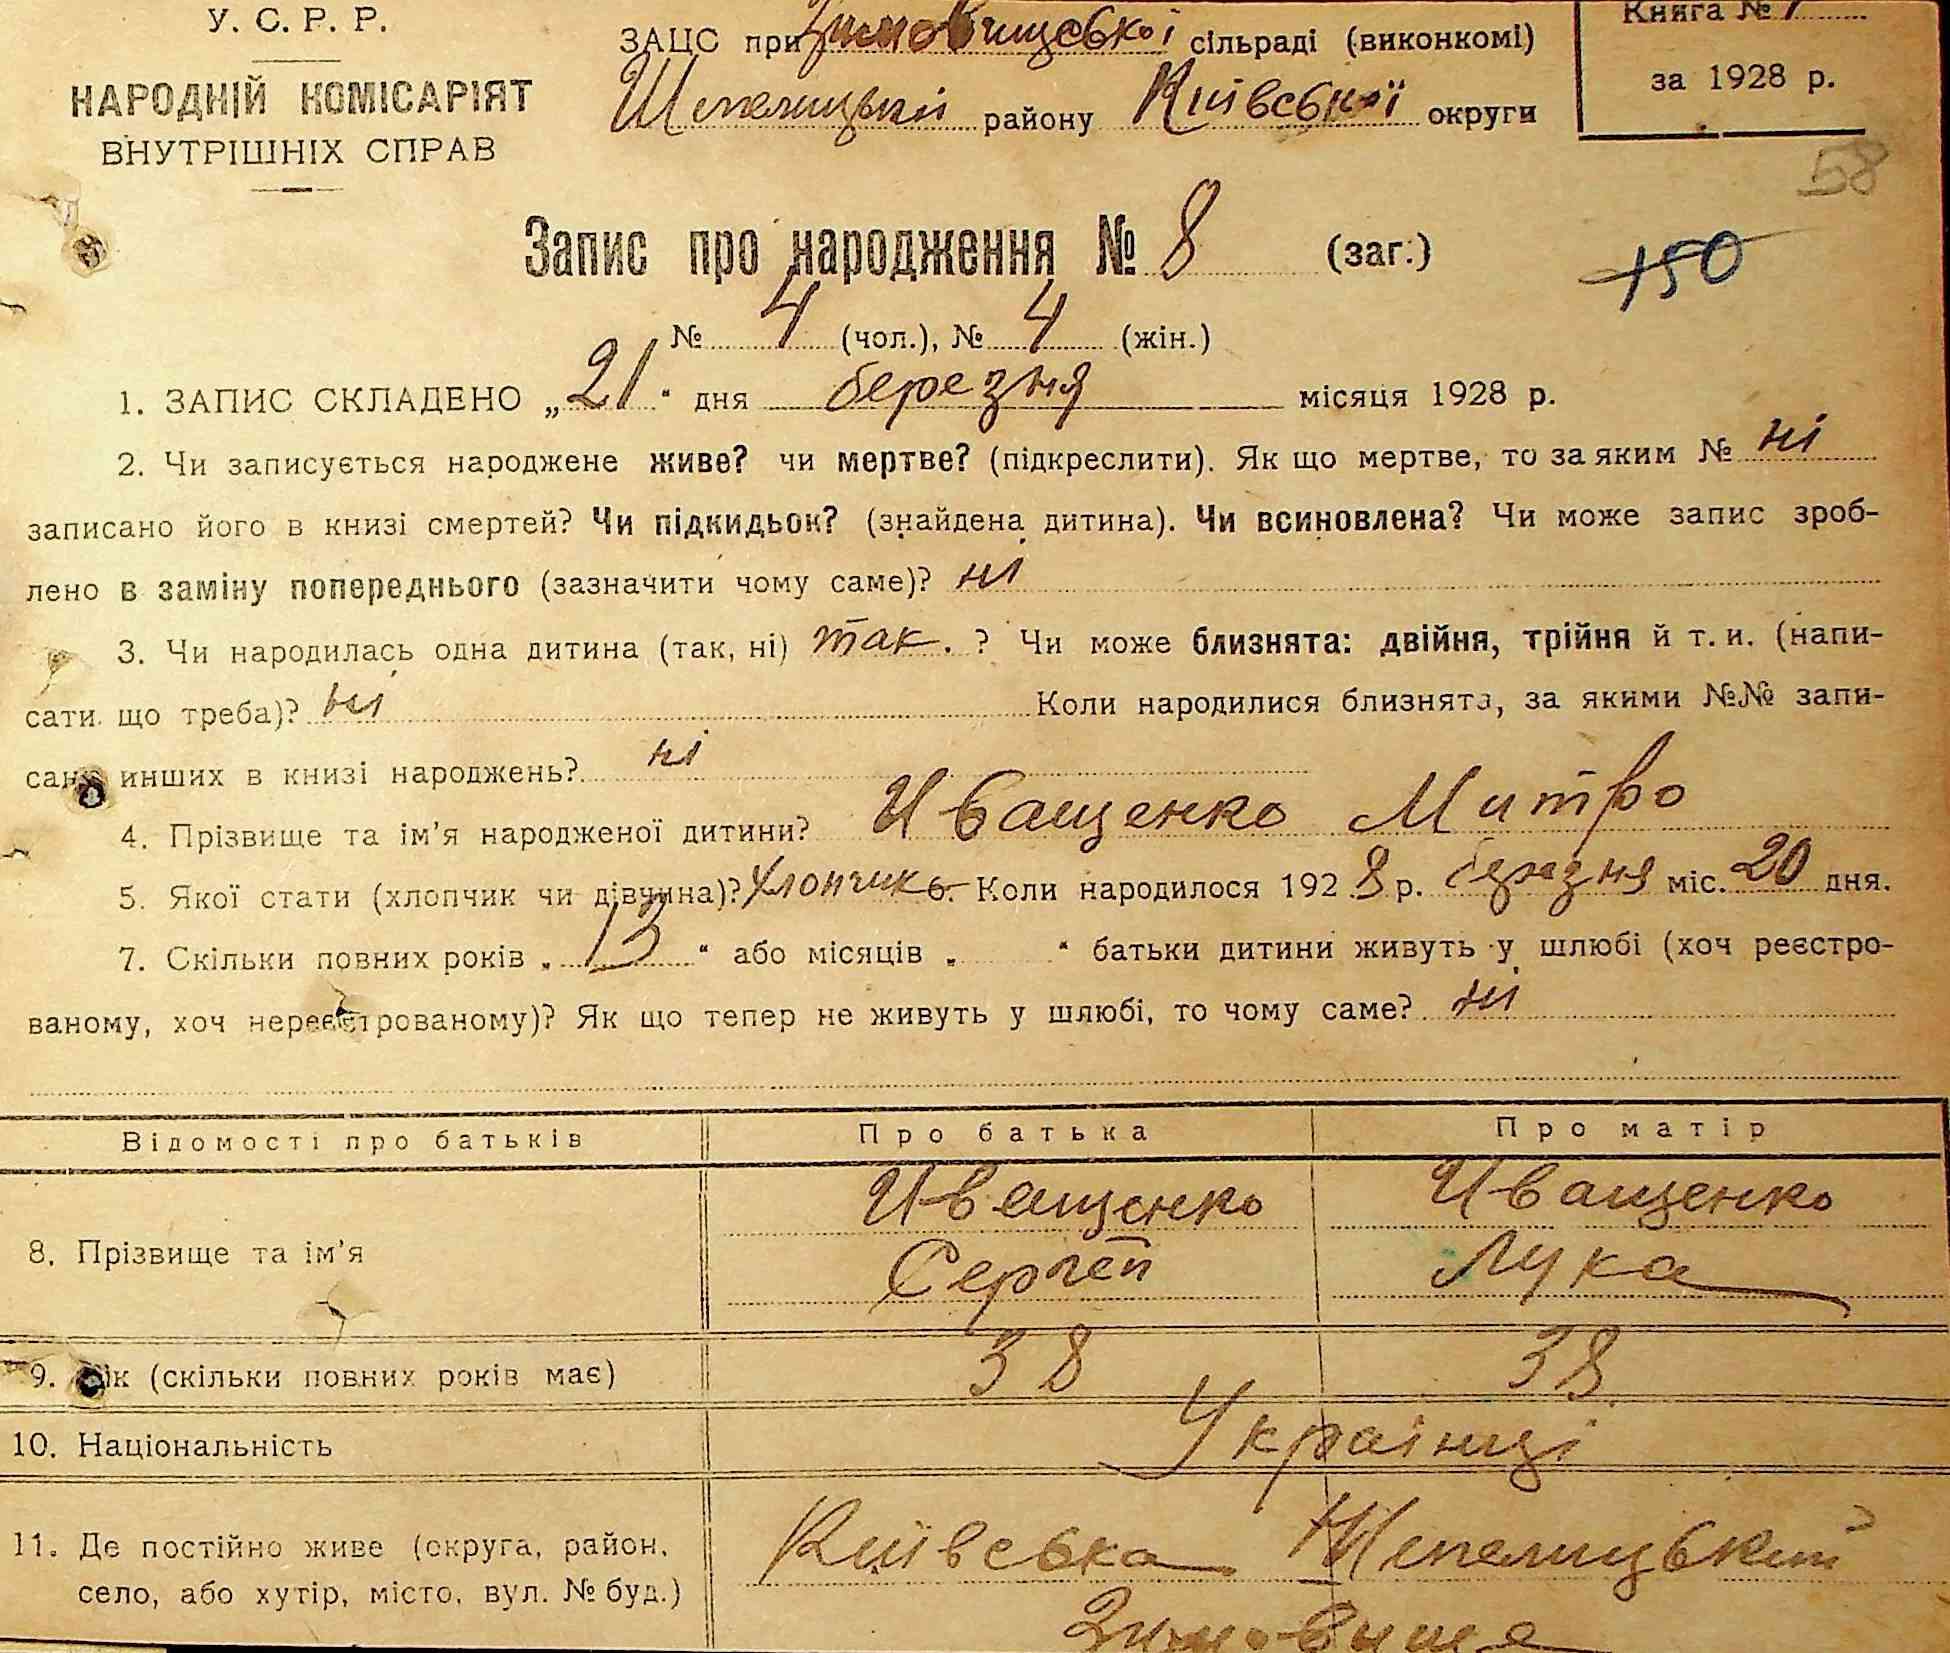 У. С. Р. Р.
НАРОДНІЙ КОМІСАРІЯТ
ВНУТРІШНІХ СПРАВ
ЗАЦС при Зимовищеської сільраді (виконкомі)
Шепелицький району Київської округи
Книга № 1
за 1928 р.
58
150
Запис про народження № 8 (заг.)
№ 4 (чол.), № 4 (жін.)
1. ЗАПИС СКЛАДЕНО „21" дня березня місяця 1928 р.
2. Чи записується народжене живе? чи мертве? (підкреслити). Як що мертве, то за яким № ні
записано його в книзі смертей? Чи підкидьок? (знайдена дитина). Чи всиновлена? Чи може запис зроб-
лено в заміну попереднього (зазначити чому саме)? ні
3. Чи народилась одна дитина (так, ні) так. ? Чи може близнята: двійня, трійня й т. и. (напи-
сати що треба)? ні Коли народилися близнята, за якими №№ запи-
сано инших в книзі народжень? ні
4. Прізвище та ім'я народженої дитини? Иващенко Митро
5. Якої стати (хлопчик чи дівчина)? Хлопчик 6. Коли народилося 1928 р. березня міс. 20 дня.
7. Скільки повних років „13" або місяців „ " батьки дитини живуть у шлюбі (хоч реєстро-
ваному, хоч нереєстрованому)? Як що тепер не живуть у шлюбі, то чому саме? ні
Відомості про батьків Про батька Про матір
8. Прізвище та ім'я Иващенко Сергей Иващенко Лука
9. Вік (скільки повних років має) 38 38
10. Національність Українці
11. Де постійно живе (округа, район,
село, або хутір, місто, вул. № буд.) Київська Шепелицький
Зимовище